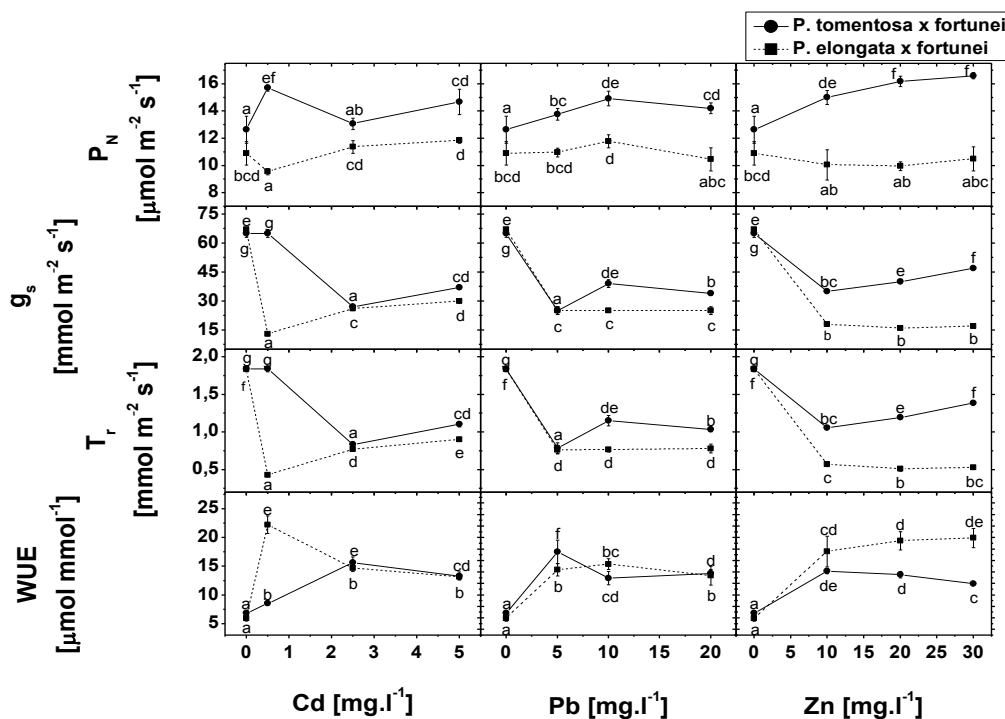 P. tomentosa x fortunei
P. elongata x fortunei
P_N
[μmol m⁻² s⁻¹]
16
14
12
10
8
a
ef
ab
cd
bcd
a
cd
d
a
bc
de
cd
bcd
bcd
d
abc
a
de
f
f
bcd
ab
ab
abc
g_s
[mmol m⁻² s⁻¹]
75
60
45
30
15
e
g
a
cd
g
a
c
d
e
a
de
b
g
c
c
c
e
bc
e
f
g
b
b
b
T_r
[mmol m⁻² s⁻¹]
2,0
1,5
1,0
0,5
g
g
a
cd
f
a
d
e
g
a
de
b
f
d
d
d
g
bc
e
f
f
c
b
bc
WUE
[μmol mmol⁻¹]
25
20
15
10
5
a
e
b
e
cd
a
b
b
a
f
bc
d
a
b
cd
b
a
cd
d
de
a
de
d
c
0 1 2 3 4 5
0 5 10 15 20
0 5 10 15 20 25 30
Cd [mg.l⁻¹]
Pb [mg.l⁻¹]
Zn [mg.l⁻¹]